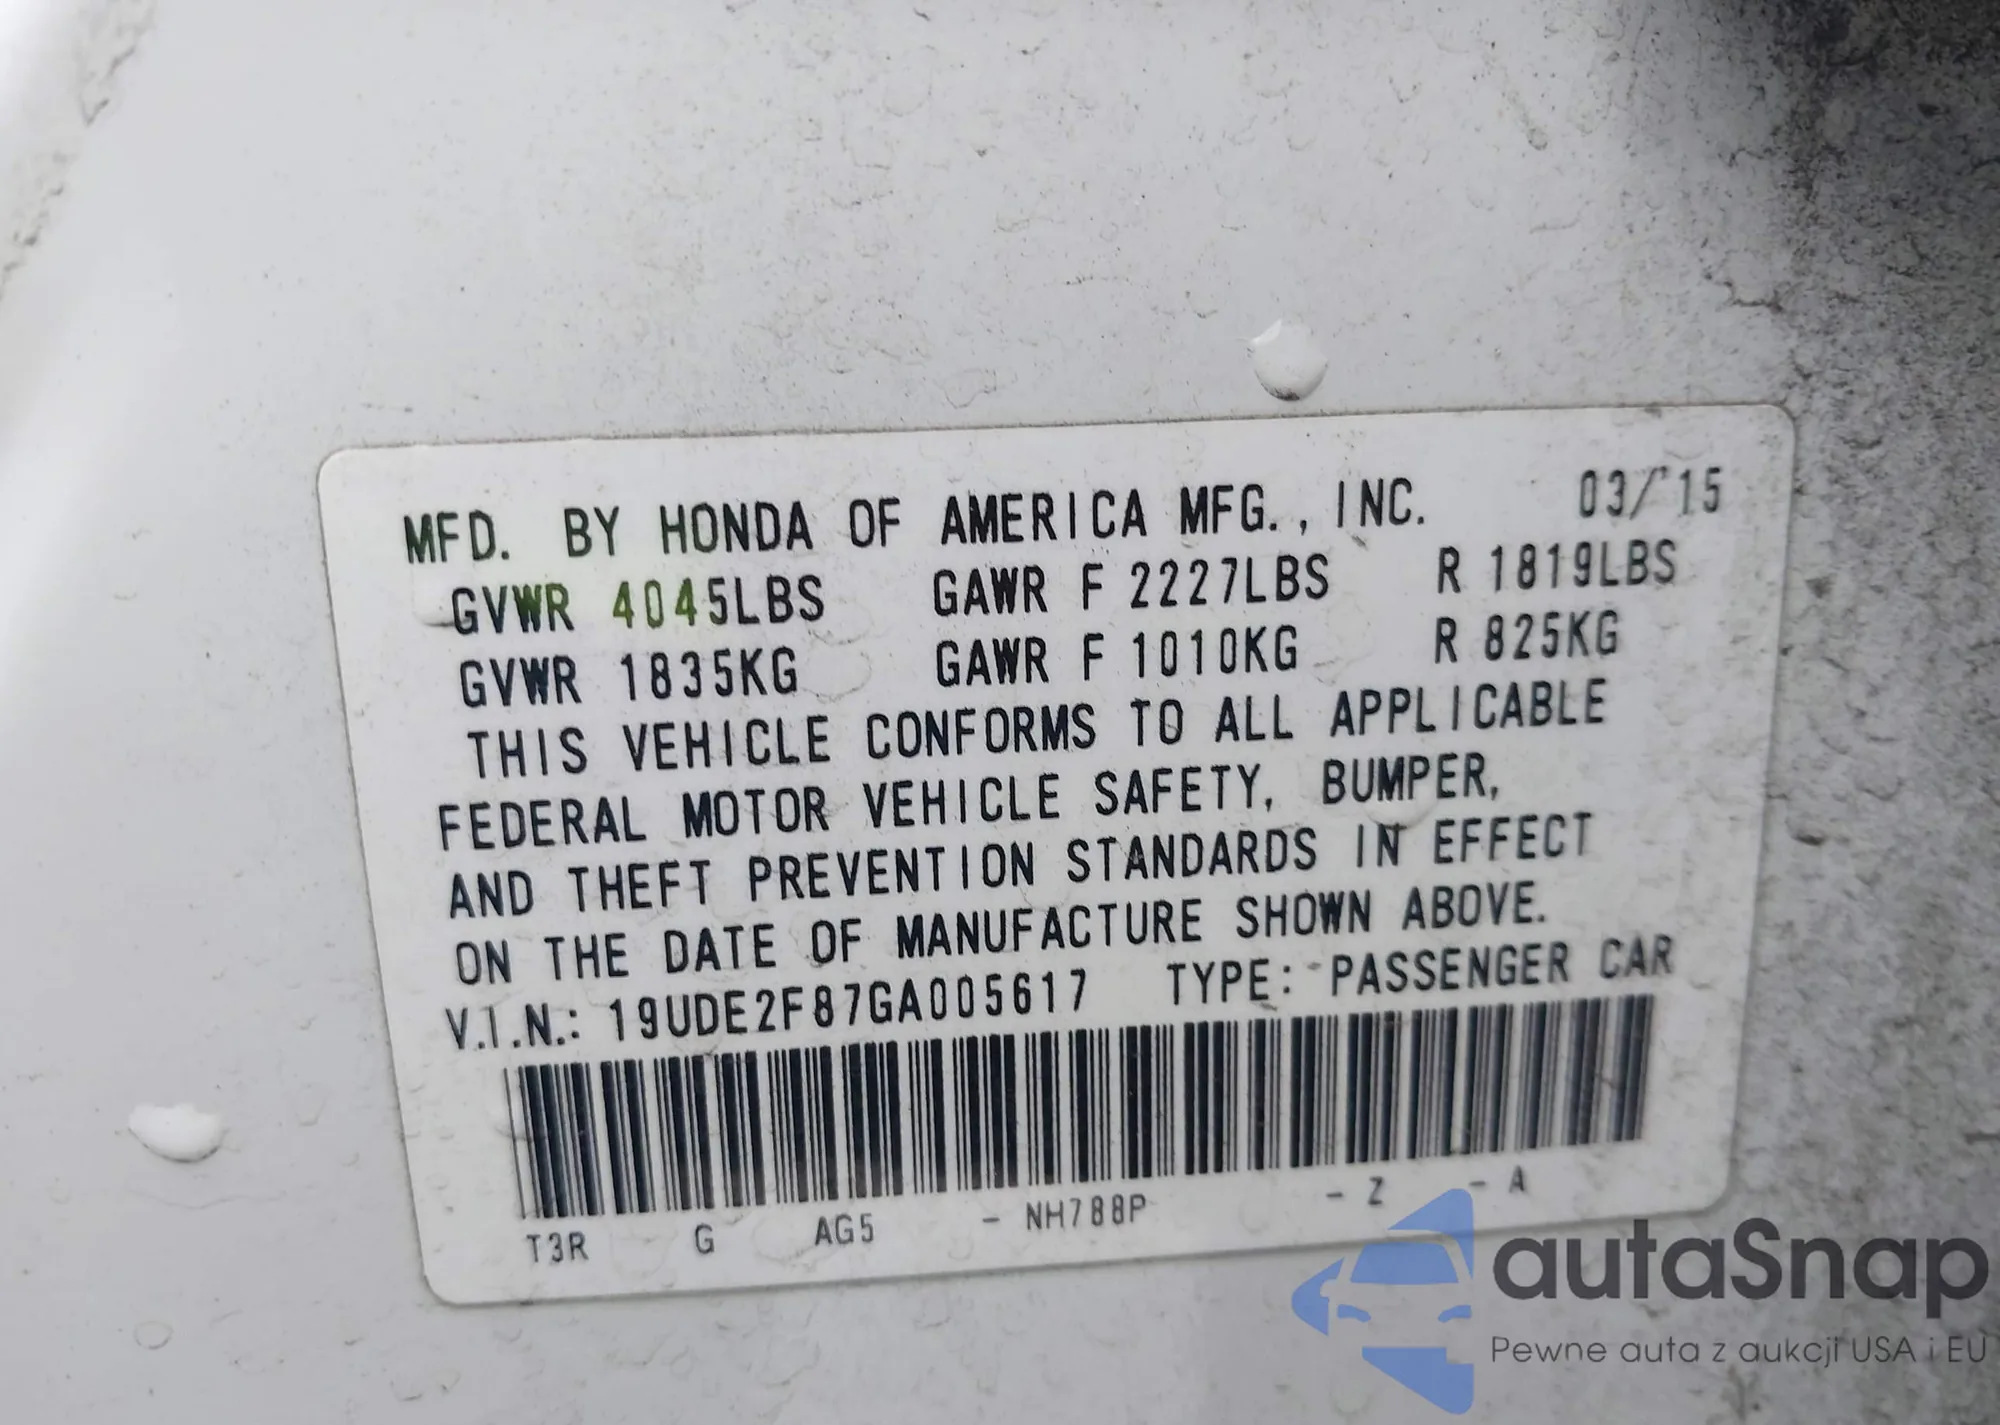 MFD. BY HONDA OF AMERICA MFG., INC. 03/'15
GVWR 4045LBS GAWR F 2227LBS R 1819LBS
GVWR 1835KG GAWR F 1010KG R 825KG
THIS VEHICLE CONFORMS TO ALL APPLICABLE
FEDERAL MOTOR VEHICLE SAFETY, BUMPER,
AND THEFT PREVENTION STANDARDS IN EFFECT
ON THE DATE OF MANUFACTURE SHOWN ABOVE.
V.I.N.: 19UDE2F87GA005617 TYPE: PASSENGER CAR
T3R G AG5 - NH788P - Z - A
autaSnap
Pewne auta z aukcji USA i EU